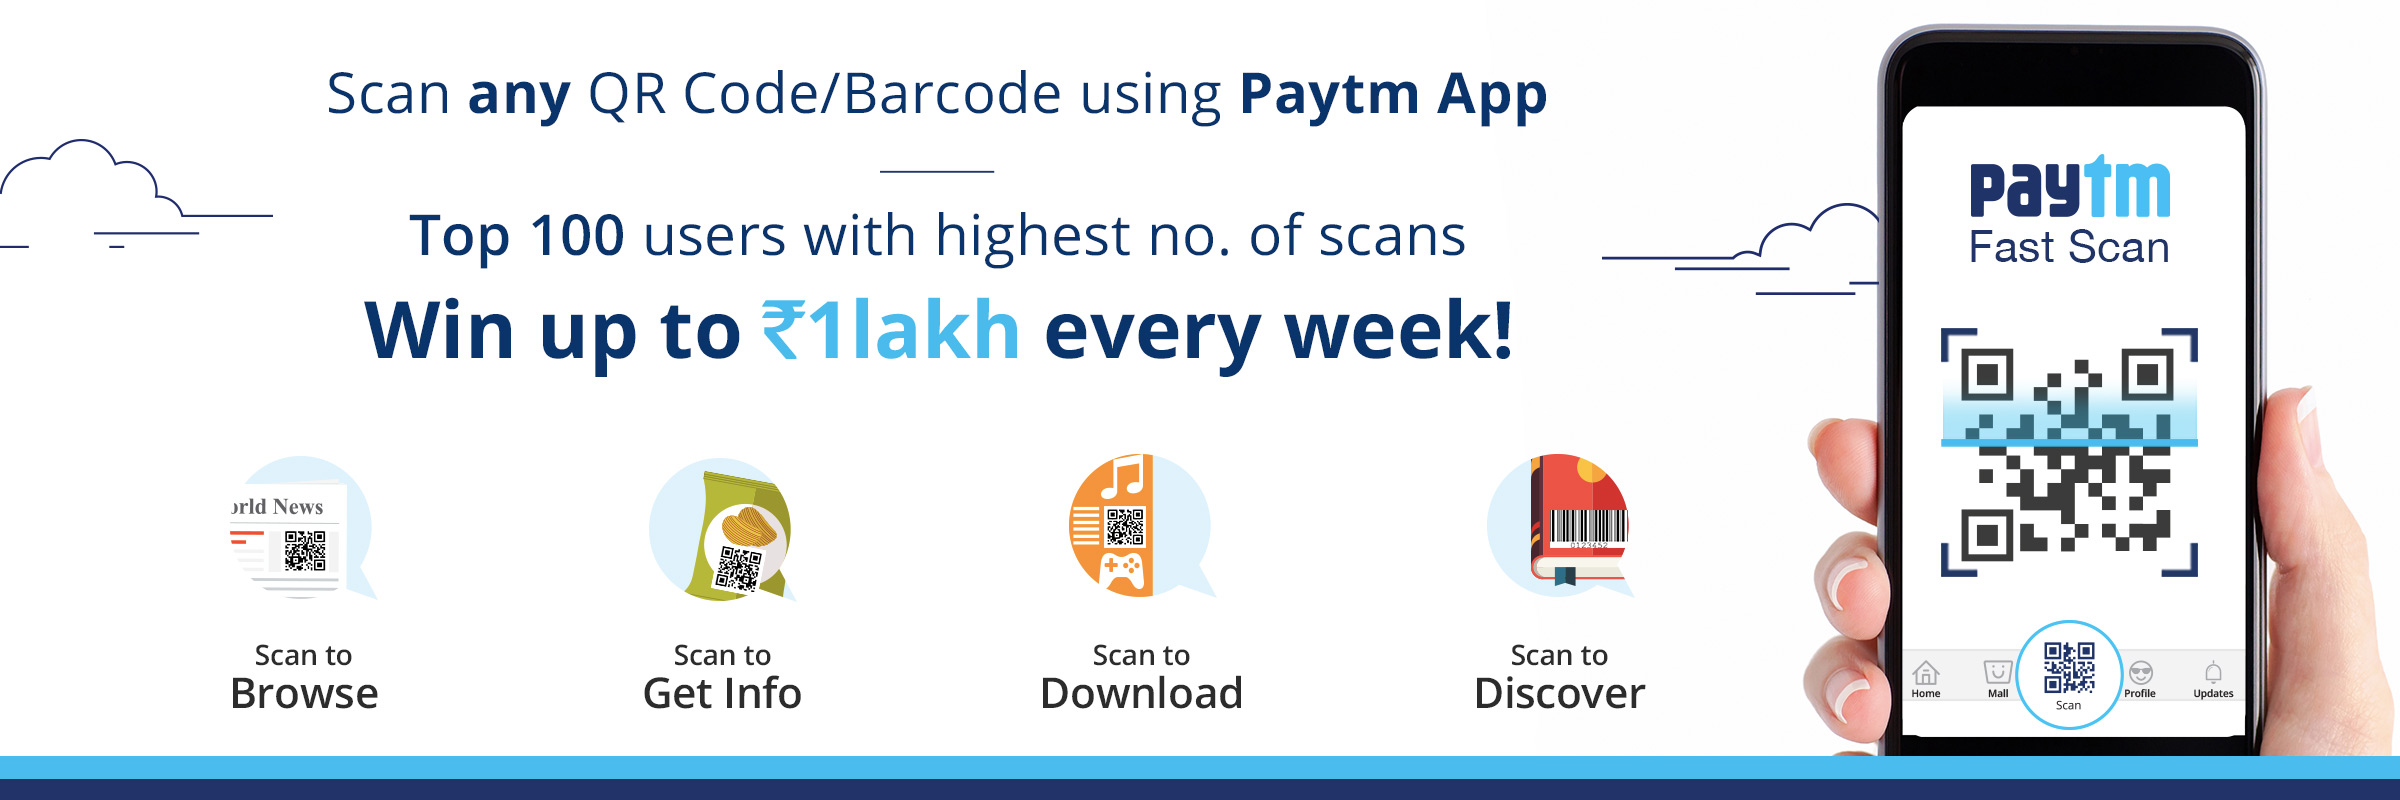 Scan any QR Code/Barcode using Paytm App
Top 100 users with highest no. of scans
Win up to ₹1lakh every week!
orld News
0123452
Scan to
Browse
Scan to
Get Info
Scan to
Download
Scan to
Discover
paytm
Fast Scan
Home
Mall
Scan
Profile
Updates